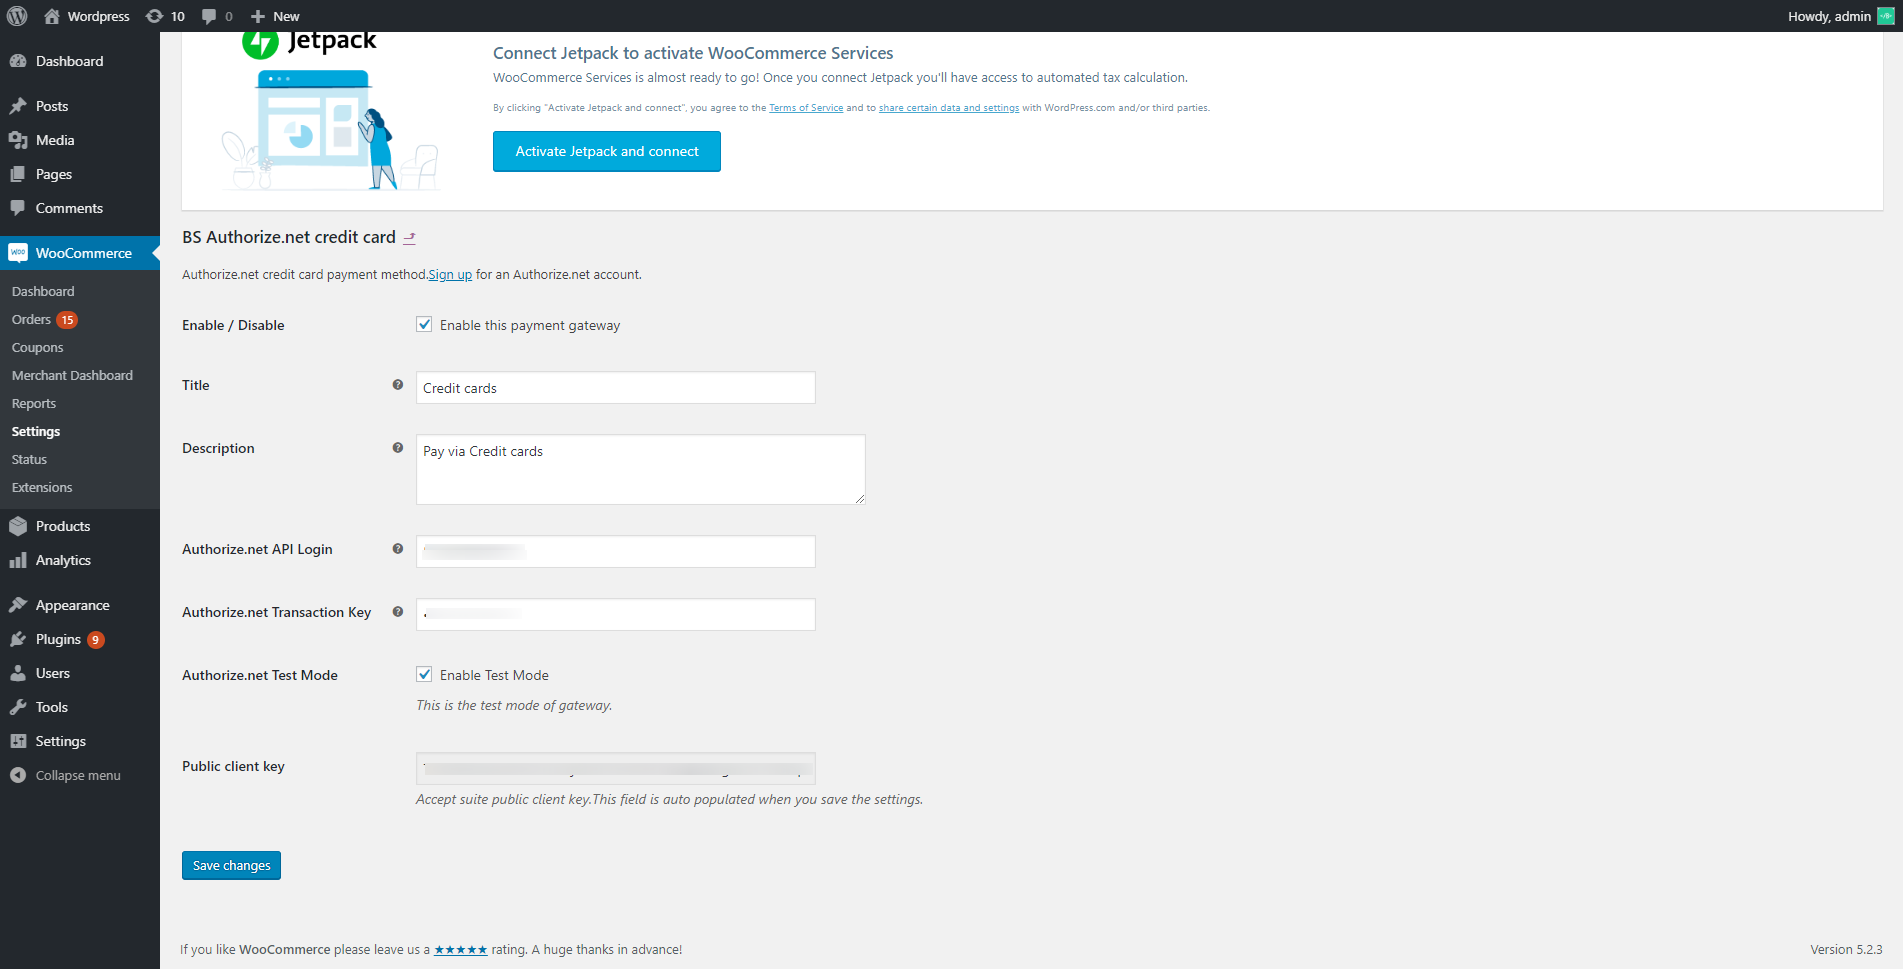 Wordpress 10 0 New
Howdy, admin
Dashboard
Posts
Media
Pages
Comments
WooCommerce
Dashboard
Orders 15
Coupons
Merchant Dashboard
Reports
Settings
Status
Extensions
Products
Analytics
Appearance
Plugins 9
Users
Tools
Settings
Collapse menu
Jetpack
Connect Jetpack to activate WooCommerce Services
WooCommerce Services is almost ready to go! Once you connect Jetpack you'll have access to automated tax calculation.
By clicking "Activate Jetpack and connect", you agree to the Terms of Service and to share certain data and settings with WordPress.com and/or third parties.
Activate Jetpack and connect
BS Authorize.net credit card
Authorize.net credit card payment method.Sign up for an Authorize.net account.
Enable / Disable
Enable this payment gateway
Title
Credit cards
Description
Pay via Credit cards
Authorize.net API Login
Authorize.net Transaction Key
Authorize.net Test Mode
Enable Test Mode
This is the test mode of gateway.
Public client key
Accept suite public client key.This field is auto populated when you save the settings.
Save changes
If you like WooCommerce please leave us a ★★★★★ rating. A huge thanks in advance!
Version 5.2.3